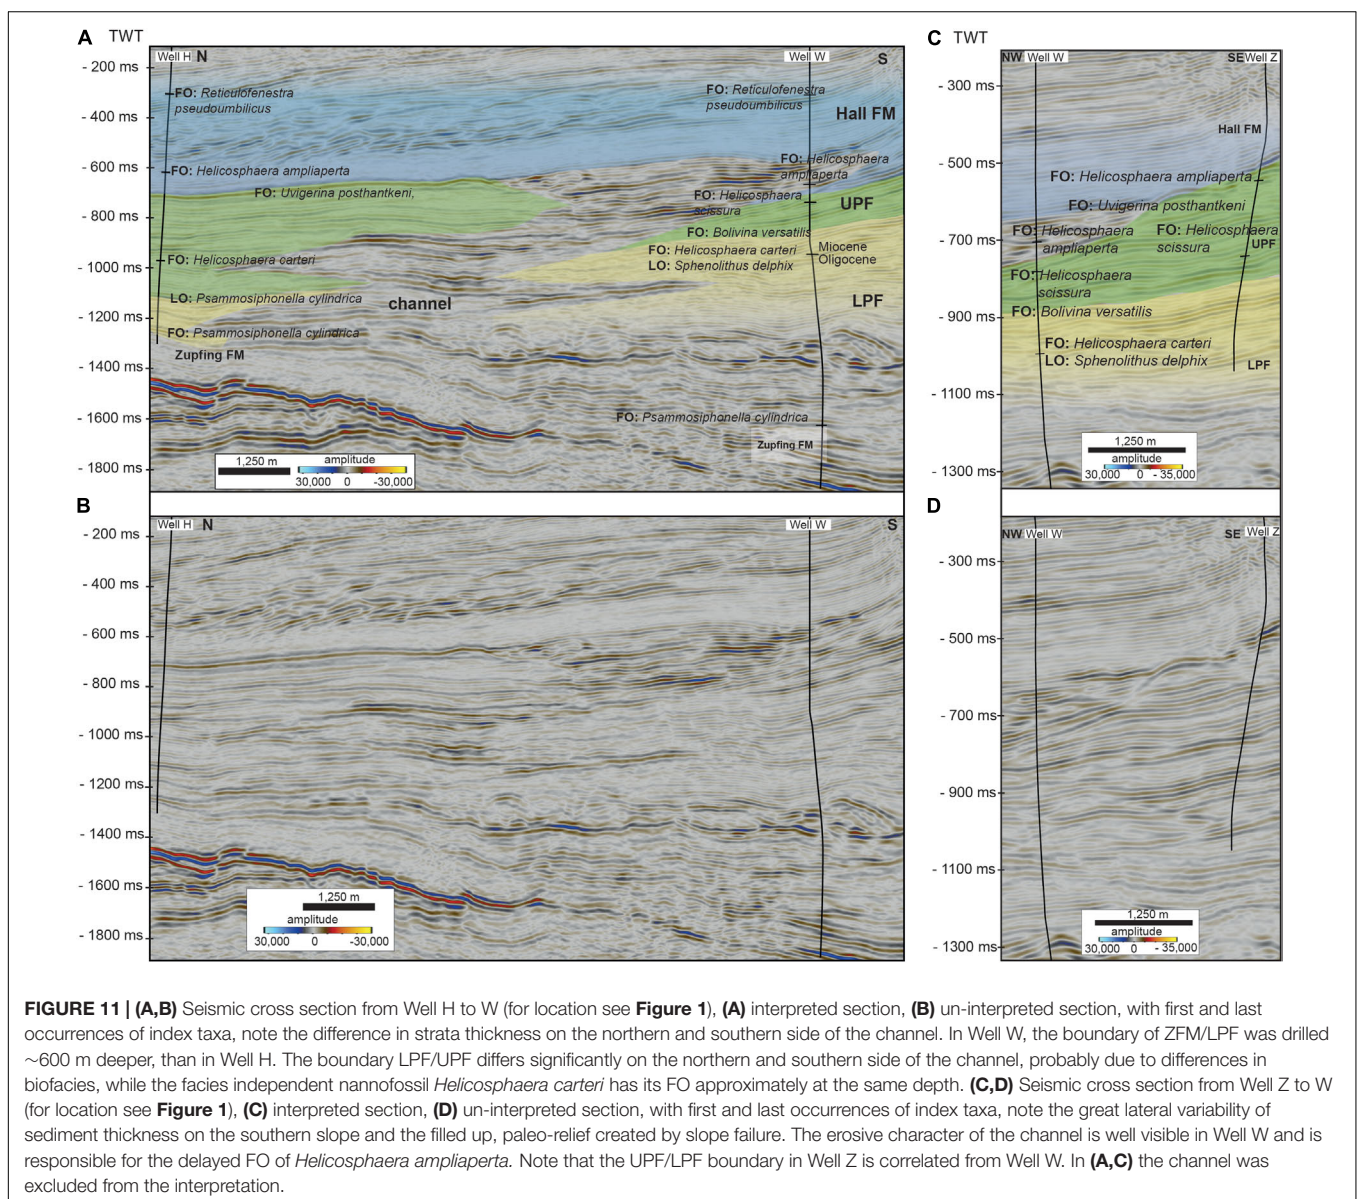 A TWT
Well H N
Well W
S
- 200 ms
- 400 ms
- 600 ms
- 800 ms
- 1000 ms
- 1200 ms
- 1400 ms
- 1600 ms
- 1800 ms
FO: Reticulofenestra
pseudoumbilicus
FO: Reticulofenestra
pseudoumbilicus
Hall FM
FO: Helicosphaera ampliaperta
FO: Helicosphaera
ampliaperta
FO: Uvigerina posthantkeni,
FO: Helicosphaera
scissura
UPF
FO: Bolivina versatilis
FO: Helicosphaera carteri
LO: Sphenolithus delphix
Miocene
Oligocene
FO: Helicosphaera carteri
LO: Psammosiphonella cylindrica
channel
LPF
FO: Psammosiphonella cylindrica
Zupfing FM
FO: Psammosiphonella cylindrica
Zupfing FM
1,250 m
amplitude
30,000 0 -30,000
C TWT
NW Well W
SE Well Z
- 300 ms
- 500 ms
- 700 ms
- 900 ms
- 1100 ms
- 1300 ms
Hall FM
FO: Helicosphaera ampliaperta
FO: Uvigerina posthantkeni
FO: Helicosphaera
ampliaperta
FO: Helicosphaera
scissura
UPF
FO: Helicosphaera
scissura
FO: Bolivina versatilis
FO: Helicosphaera carteri
LO: Sphenolithus delphix
LPF
1,250 m
amplitude
30,000 0 - 35,000
B
Well H N
Well W
S
- 200 ms
- 400 ms
- 600 ms
- 800 ms
- 1000 ms
- 1200 ms
- 1400 ms
- 1600 ms
- 1800 ms
1,250 m
amplitude
30,000 0 -30,000
D
NW Well W
SE Well Z
- 300 ms
- 500 ms
- 700 ms
- 900 ms
- 1100 ms
- 1300 ms
1,250 m
amplitude
30,000 0 - 35,000
FIGURE 11 | (A,B) Seismic cross section from Well H to W (for location see Figure 1), (A) interpreted section, (B) un-interpreted section, with first and last
occurrences of index taxa, note the difference in strata thickness on the northern and southern side of the channel. In Well W, the boundary of ZFM/LPF was drilled
∼600 m deeper, than in Well H. The boundary LPF/UPF differs significantly on the northern and southern side of the channel, probably due to differences in
biofacies, while the facies independent nannofossil Helicosphaera carteri has its FO approximately at the same depth. (C,D) Seismic cross section from Well Z to W
(for location see Figure 1), (C) interpreted section, (D) un-interpreted section, with first and last occurrences of index taxa, note the great lateral variability of
sediment thickness on the southern slope and the filled up, paleo-relief created by slope failure. The erosive character of the channel is well visible in Well W and is
responsible for the delayed FO of Helicosphaera ampliaperta. Note that the UPF/LPF boundary in Well Z is correlated from Well W. In (A,C) the channel was
excluded from the interpretation.